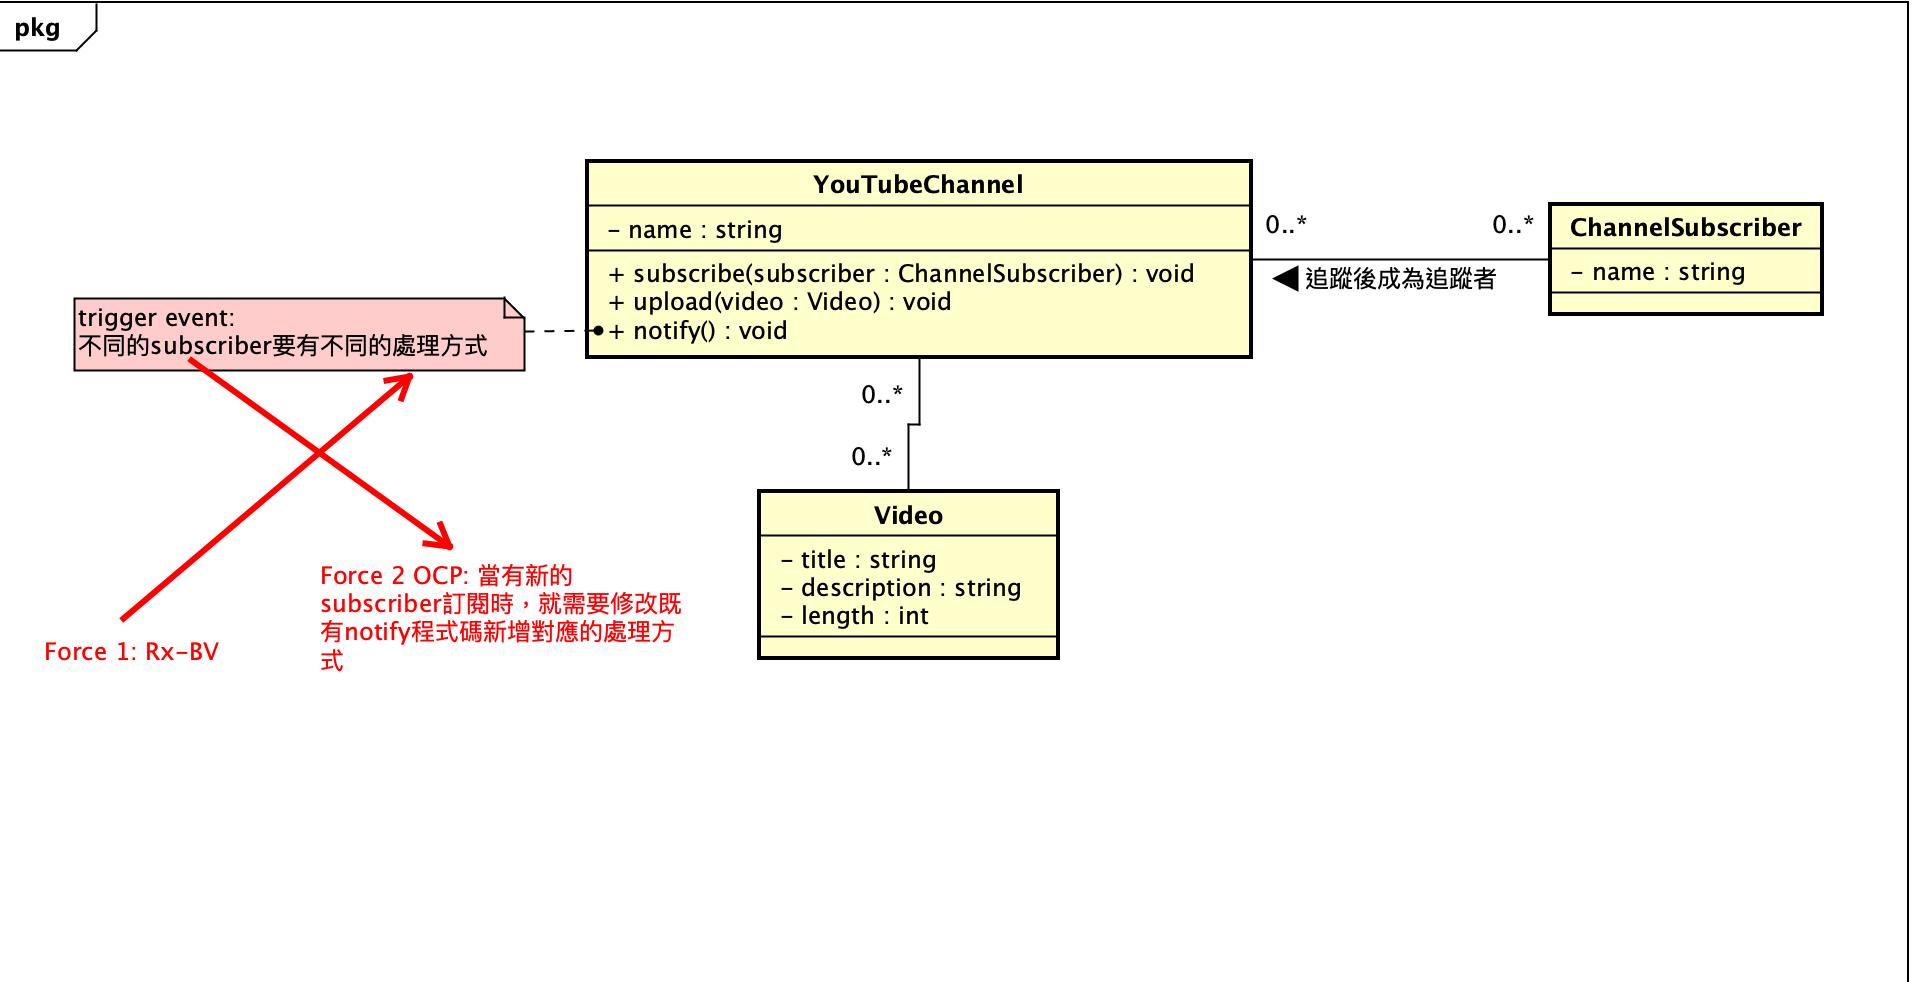 pkg
YouTubeChannel
- name : string
+ subscribe(subscriber : ChannelSubscriber) : void
+ upload(video : Video) : void
+ notify() : void
0..*
0..*
追蹤後成為追蹤者
ChannelSubscriber
- name : string
trigger event:
不同的subscriber要有不同的處理方式
0..*
0..*
Video
- title : string
- description : string
- length : int
Force 1: Rx-BV
Force 2 OCP: 當有新的
subscriber訂閱時，就需要修改既
有notify程式碼新增對應的處理方
式